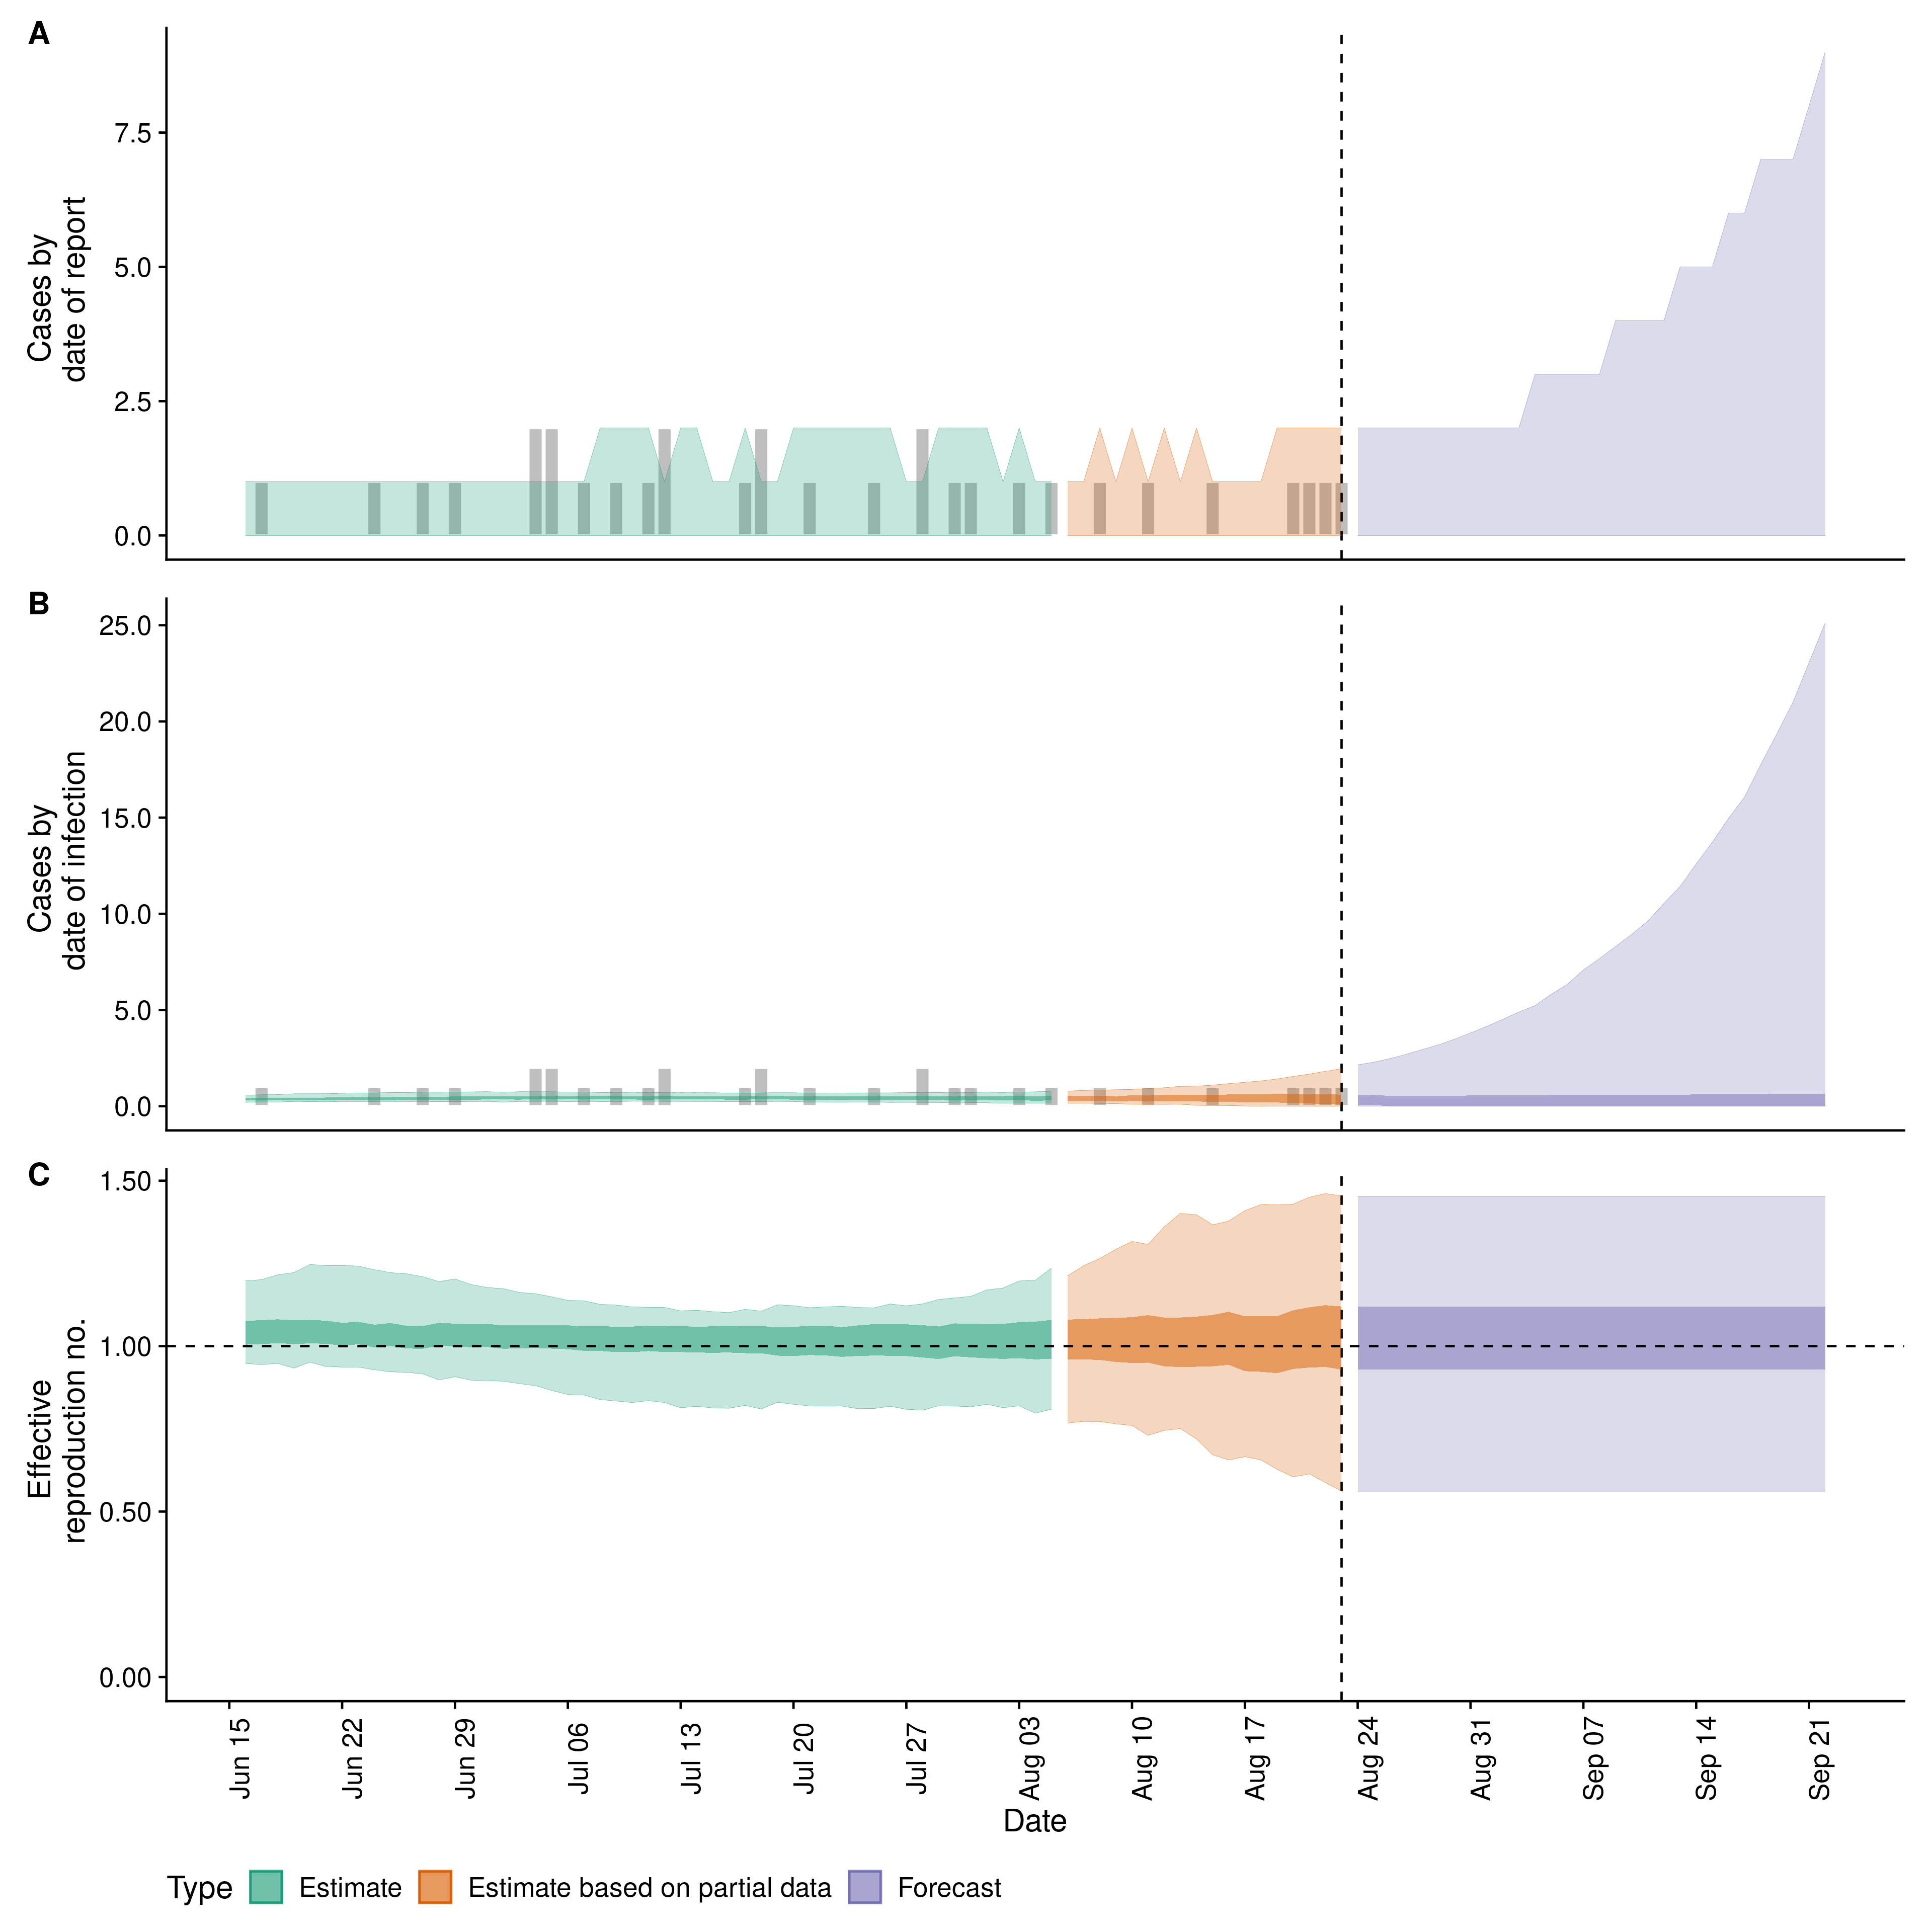 A
Cases by
date of report
7.5
5.0
2.5
0.0
B
Cases by
date of infection
25.0
20.0
15.0
10.0
5.0
0.0
C
Effective
reproduction no.
1.50
1.00
0.50
0.00
Jun 15
Jun 22
Jun 29
Jul 06
Jul 13
Jul 20
Jul 27
Aug 03
Aug 10
Aug 17
Aug 24
Aug 31
Sep 07
Sep 14
Sep 21
Date
Type Estimate Estimate based on partial data Forecast